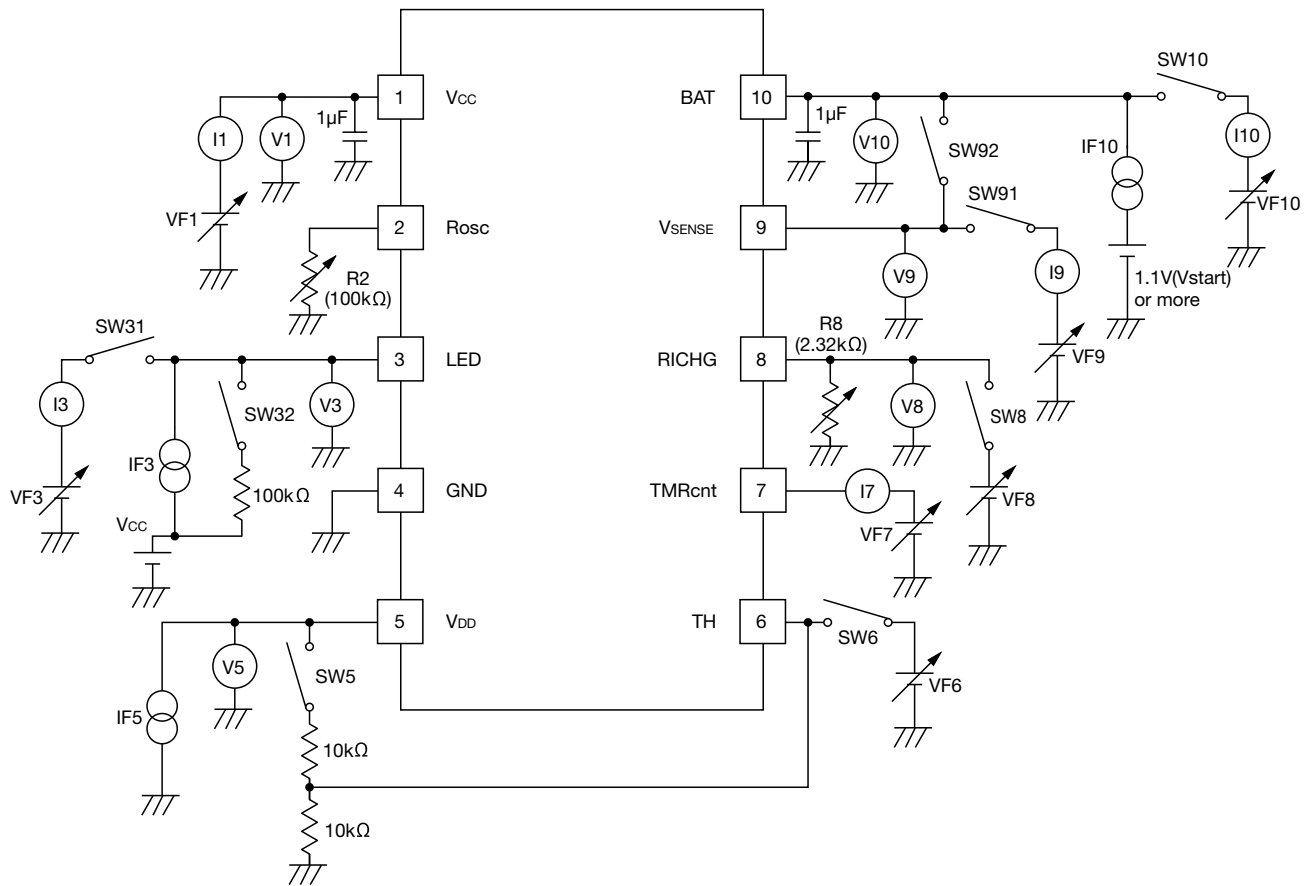 SW10
1
VCC
BAT
10
1µF
1µF
I1
V1
V10
SW92
IF10
I10
SW91
VF1
VF10
2
Rosc
VSENSE
9
R2
(100kΩ)
V9
I9
1.1V(Vstart)
or more
SW31
R8
(2.32kΩ)
3
LED
RICHG
8
VF9
I3
SW32
V3
V8
SW8
IF3
VF3
100kΩ
4
GND
TMRcnt
7
I7
VF8
VCC
VF7
5
VDD
TH
6
SW6
V5
SW5
VF6
IF5
10kΩ
10kΩ